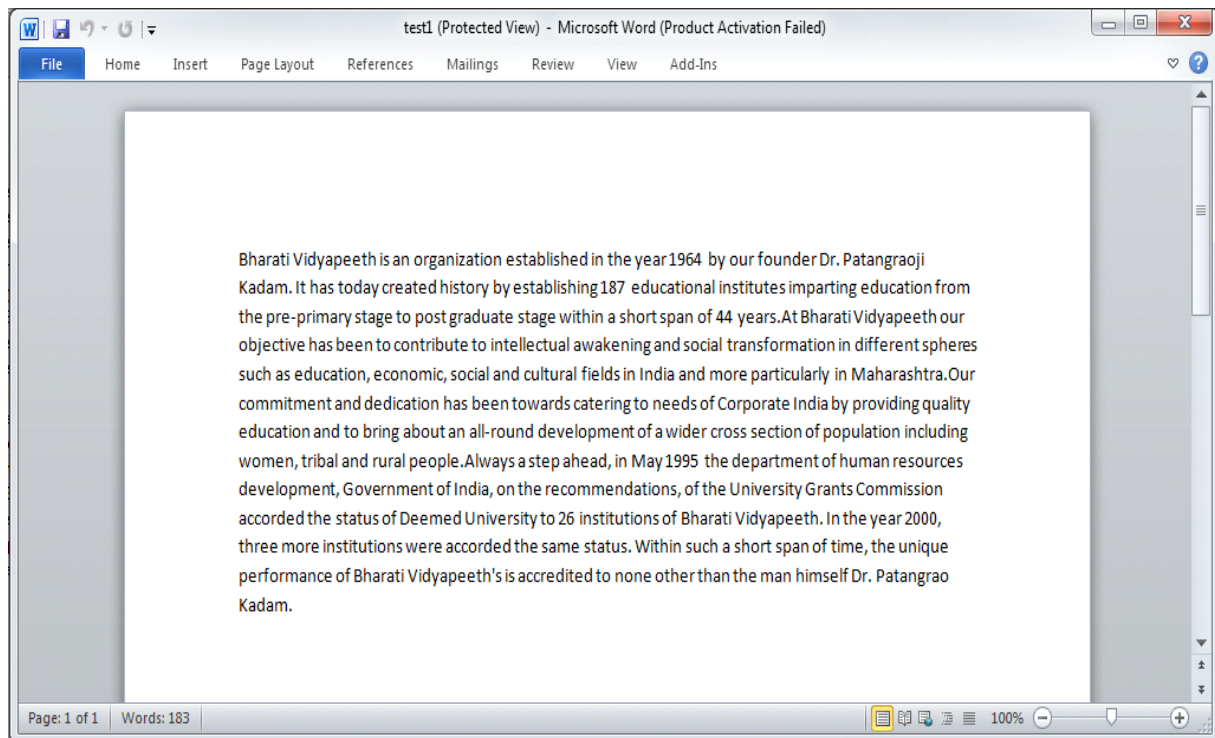 test1 (Protected View) - Microsoft Word (Product Activation Failed)
File Home Insert Page Layout References Mailings Review View Add-Ins
Bharati Vidyapeeth is an organization established in the year 1964 by our founder Dr. Patangraoji
Kadam. It has today created history by establishing 187 educational institutes imparting education from
the pre-primary stage to post graduate stage within a short span of 44 years.At Bharati Vidyapeeth our
objective has been to contribute to intellectual awakening and social transformation in different spheres
such as education, economic, social and cultural fields in India and more particularly in Maharashtra.Our
commitment and dedication has been towards catering to needs of Corporate India by providing quality
education and to bring about an all-round development of a wider cross section of population including
women, tribal and rural people.Always a step ahead, in May 1995 the department of human resources
development, Government of India, on the recommendations, of the University Grants Commission
accorded the status of Deemed University to 26 institutions of Bharati Vidyapeeth. In the year 2000,
three more institutions were accorded the same status. Within such a short span of time, the unique
performance of Bharati Vidyapeeth's is accredited to none other than the man himself Dr. Patangrao
Kadam.
Page: 1 of 1 Words: 183 100%